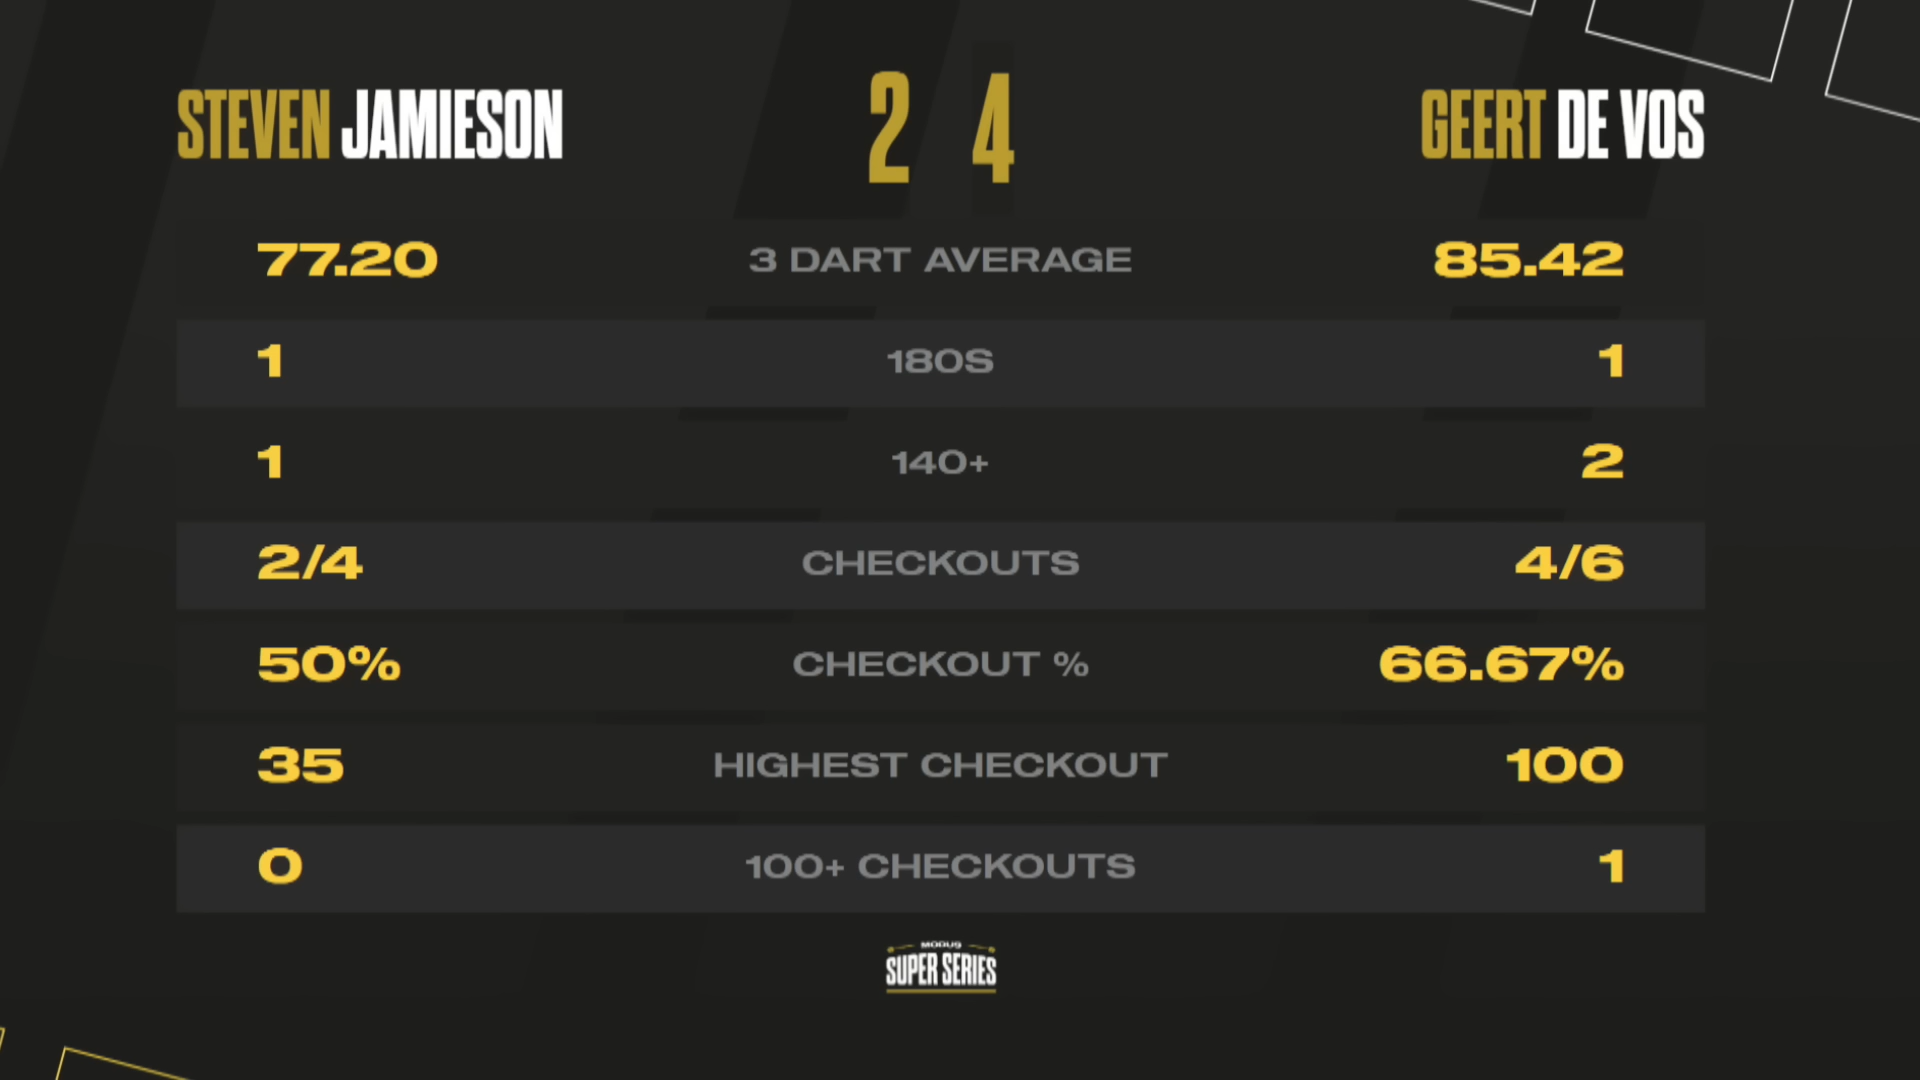 STEVEN JAMIESON 2 4 GEERT DE VOS
77.20 3 DART AVERAGE 85.42
1 180S 1
1 140+ 2
2/4 CHECKOUTS 4/6
50% CHECKOUT % 66.67%
35 HIGHEST CHECKOUT 100
0 100+ CHECKOUTS 1
MODUS
SUPER SERIES